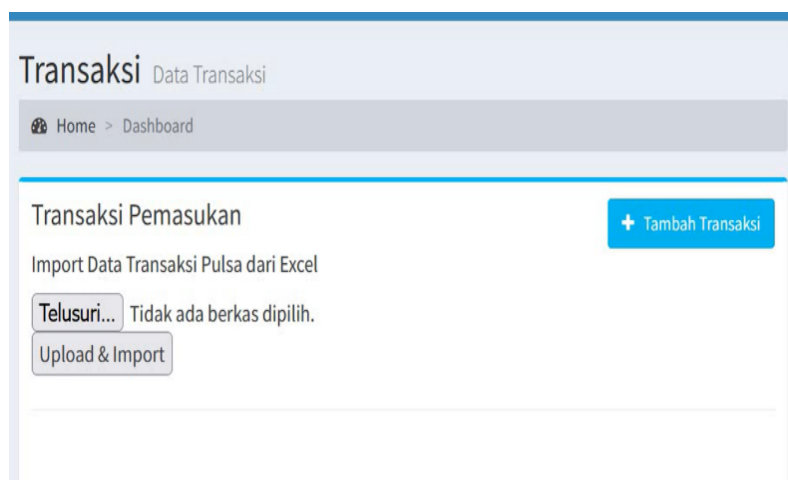 Transaksi Data Transaksi
Home > Dashboard
Transaksi Pemasukan
+ Tambah Transaksi
Import Data Transaksi Pulsa dari Excel
Telusuri... Tidak ada berkas dipilih.
Upload & Import